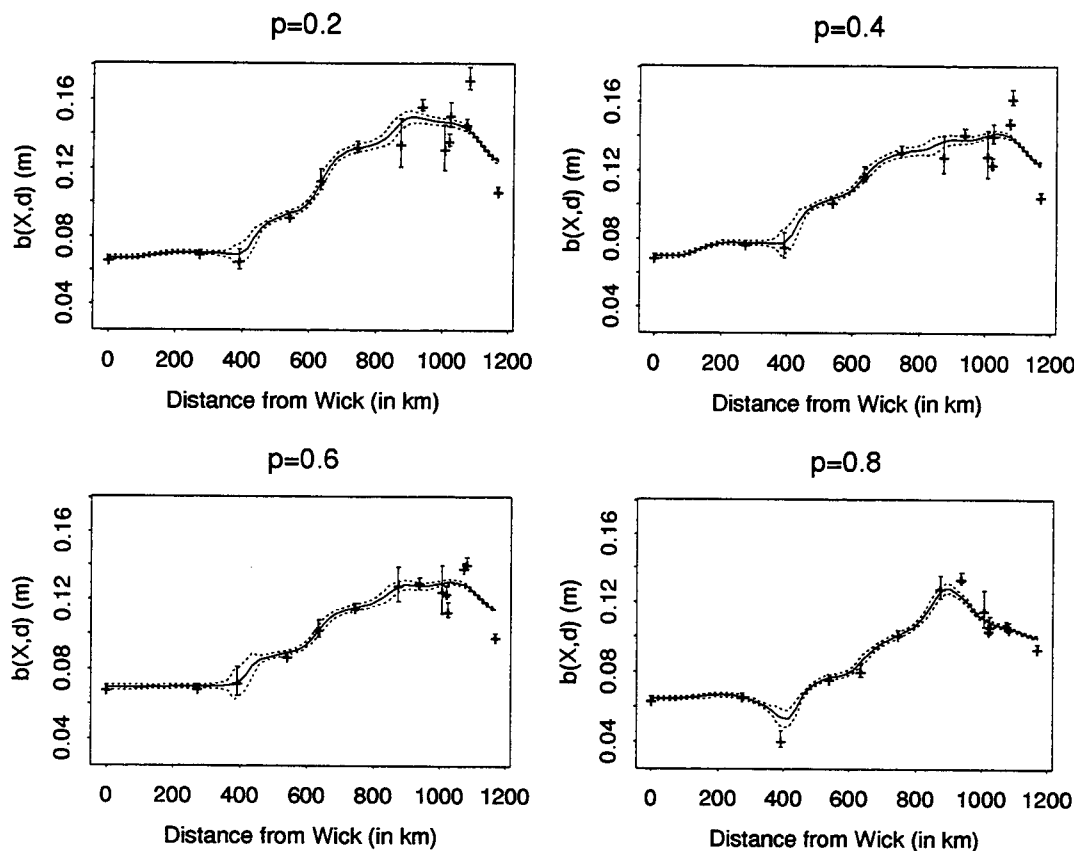 p=0.2
b(X,d) (m)
0.16
0.12
0.08
0.04
0 200 400 600 800 1000 1200
Distance from Wick (in km)
p=0.4
b(X,d) (m)
0.16
0.12
0.08
0.04
0 200 400 600 800 1000 1200
Distance from Wick (in km)
p=0.6
b(X,d) (m)
0.16
0.12
0.08
0.04
0 200 400 600 800 1000 1200
Distance from Wick (in km)
p=0.8
b(X,d) (m)
0.16
0.12
0.08
0.04
0 200 400 600 800 1000 1200
Distance from Wick (in km)